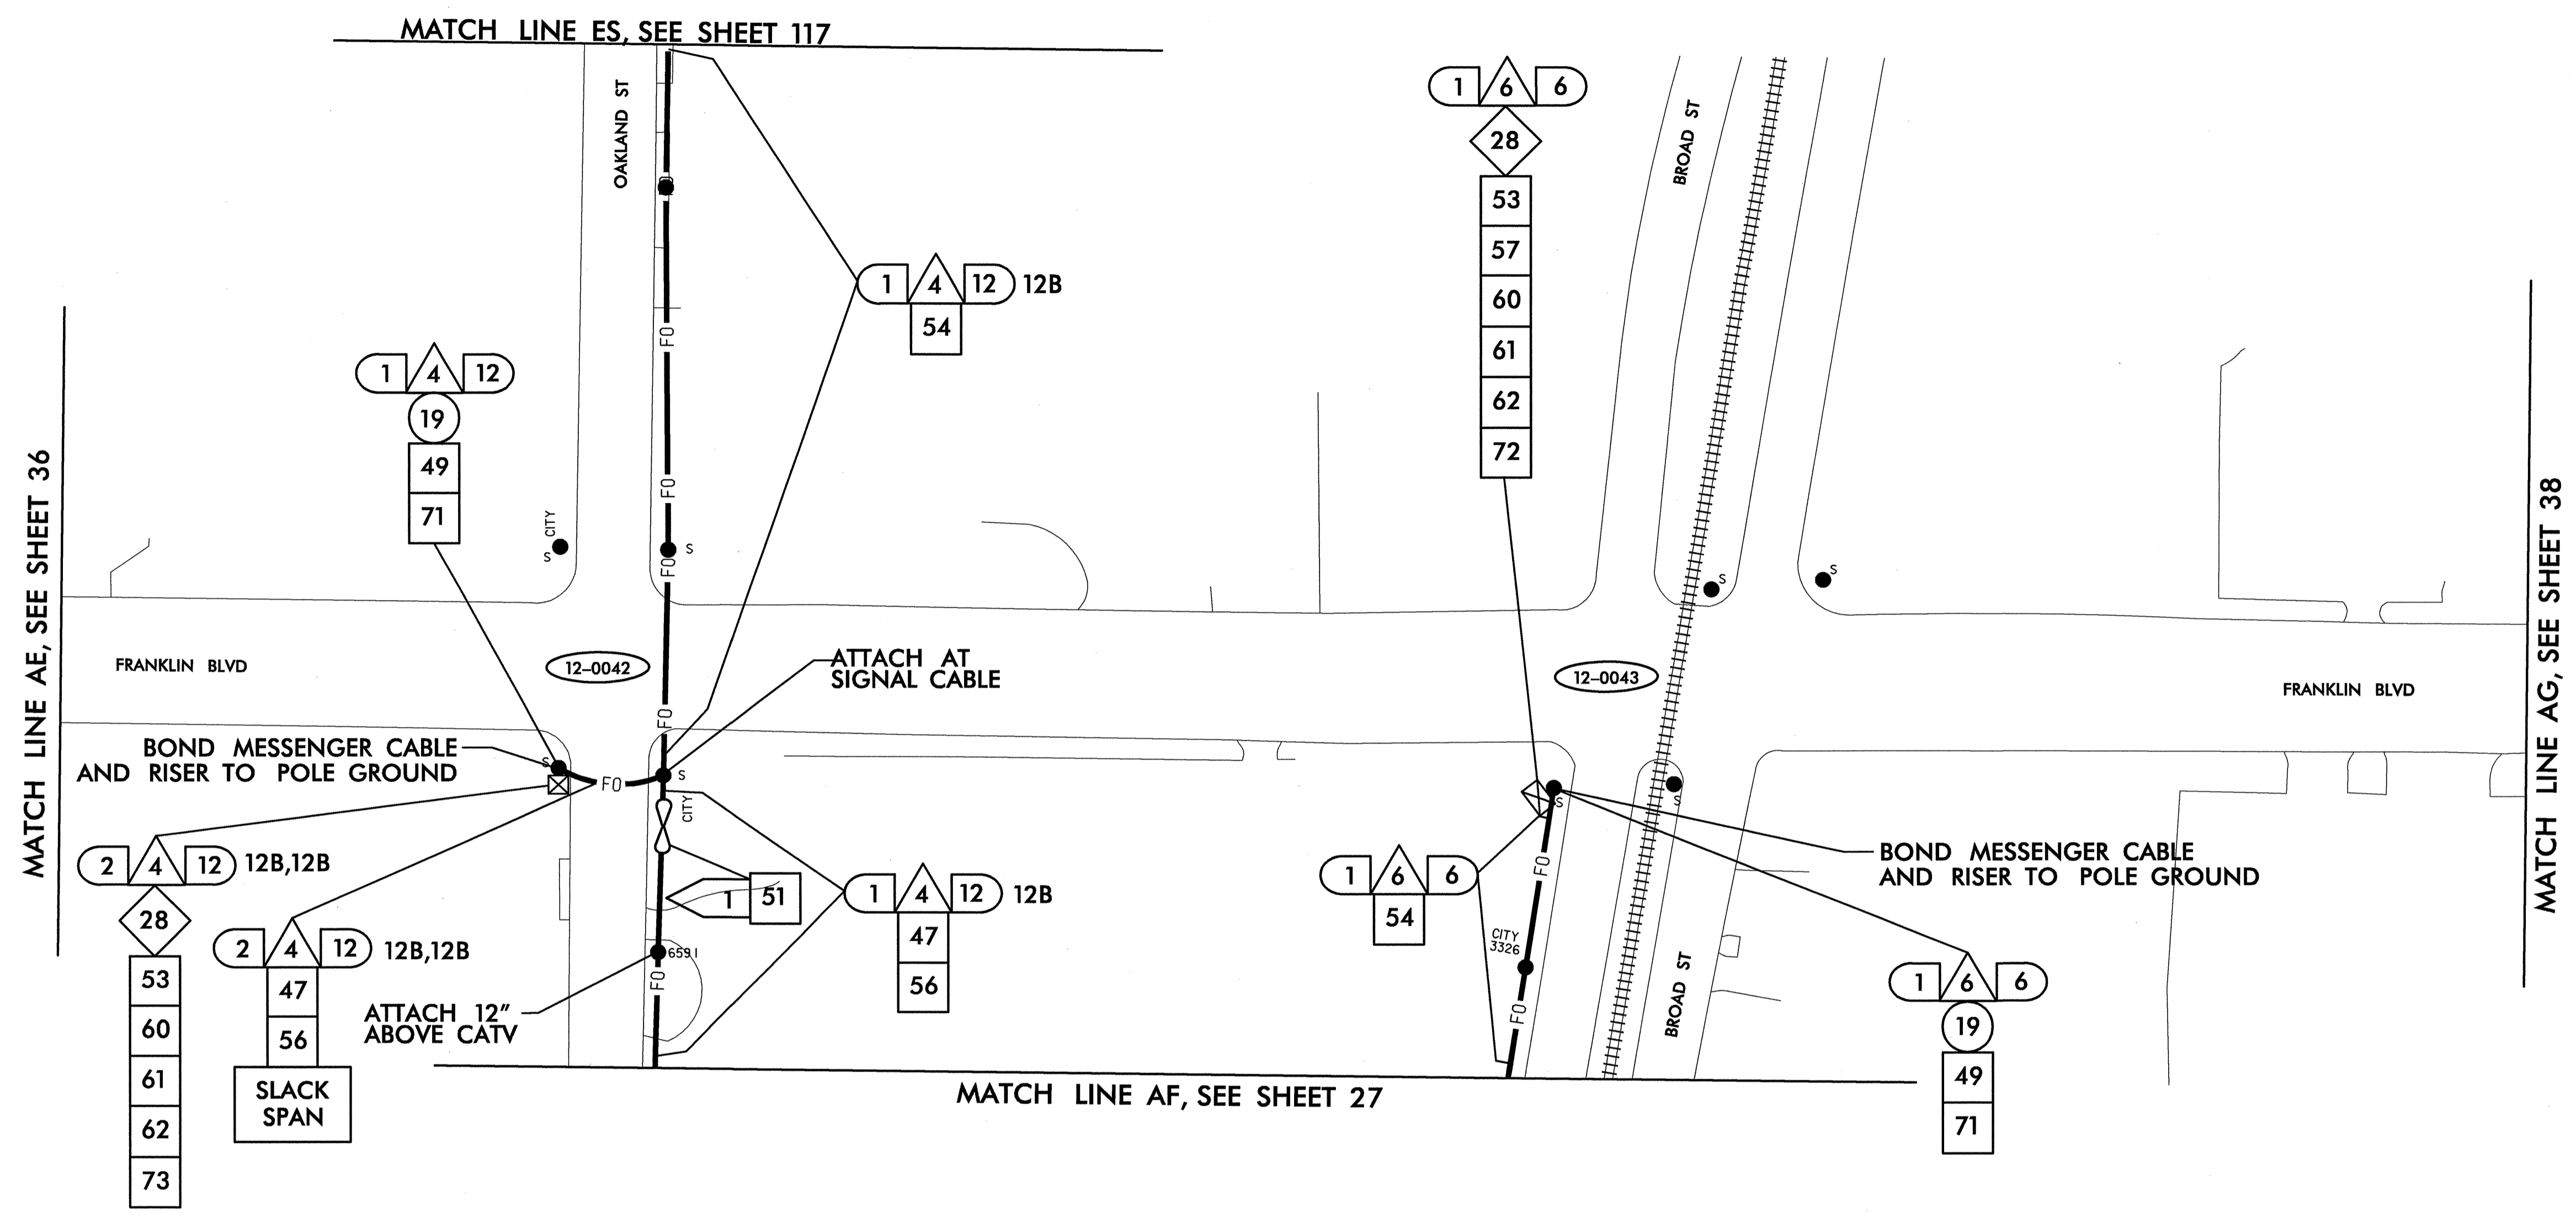 MATCH LINE ES, SEE SHEET 117
OAKLAND ST
BROAD ST
1 6 6
28
53
57
60
61
62
72
1 4 12 12B
54
FO
1 4 12
19
49
71
MATCH LINE AE, SEE SHEET 36
MATCH LINE AG, SEE SHEET 38
CITY
S
FO
S
FO
S
S
FRANKLIN BLVD
12-0042
ATTACH AT
SIGNAL CABLE
12-0043
FRANKLIN BLVD
FO
BOND MESSENGER CABLE
AND RISER TO POLE GROUND
S
FO
S
CITY
S
S
BOND MESSENGER CABLE
AND RISER TO POLE GROUND
2 4 12 12B,12B
28
53
60
61
62
73
2 4 12 12B,12B
47
56
SLACK
SPAN
1 51
1 4 12 12B
47
56
6591
FO
ATTACH 12"
ABOVE CATV
1 6 6
54
FO
CITY
3326
FO
BROAD ST
1 6 6
19
49
71
MATCH LINE AF, SEE SHEET 27